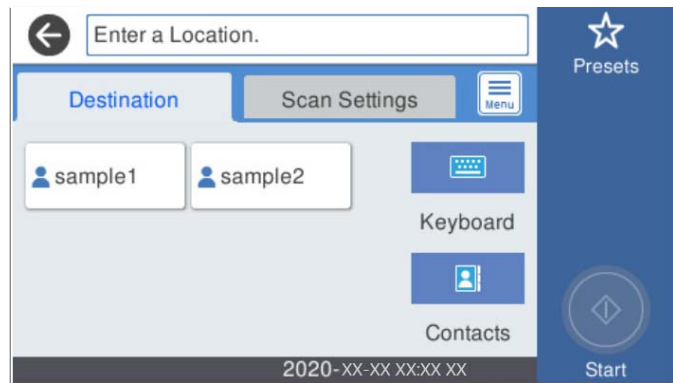 Enter a Location.
Presets
Destination
Scan Settings
Menu
sample1
sample2
Keyboard
Contacts
2020-XX-XX XX:XX XX
Start